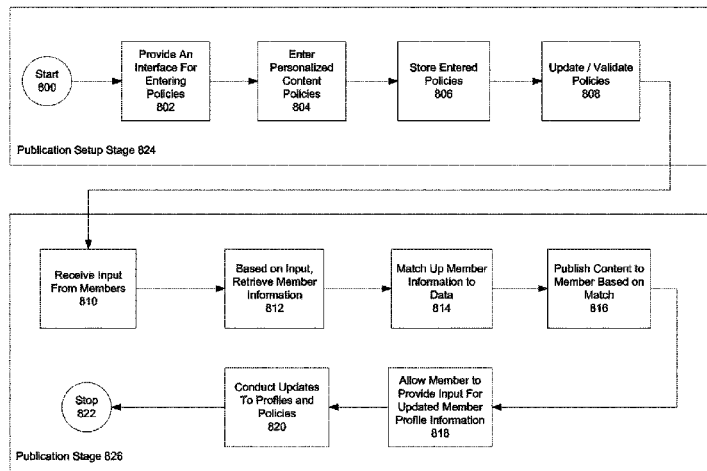 Start
800
Provide An
Interface For
Entering
Policies
802
Enter
Personalized
Content
Policies
804
Store Entered
Policies
806
Update / Validate
Policies
808
Publication Setup Stage 824
Receive Input
From Members
810
Based on Input,
Retrieve Member
Information
812
Match Up Member
Information to
Data
814
Publish Content to
Member Based on
Match
816
Allow Member to
Provide Input For
Updated Member
Profile Information
818
Conduct Updates
To Profiles and
Policies
820
Stop
822
Publication Stage 826